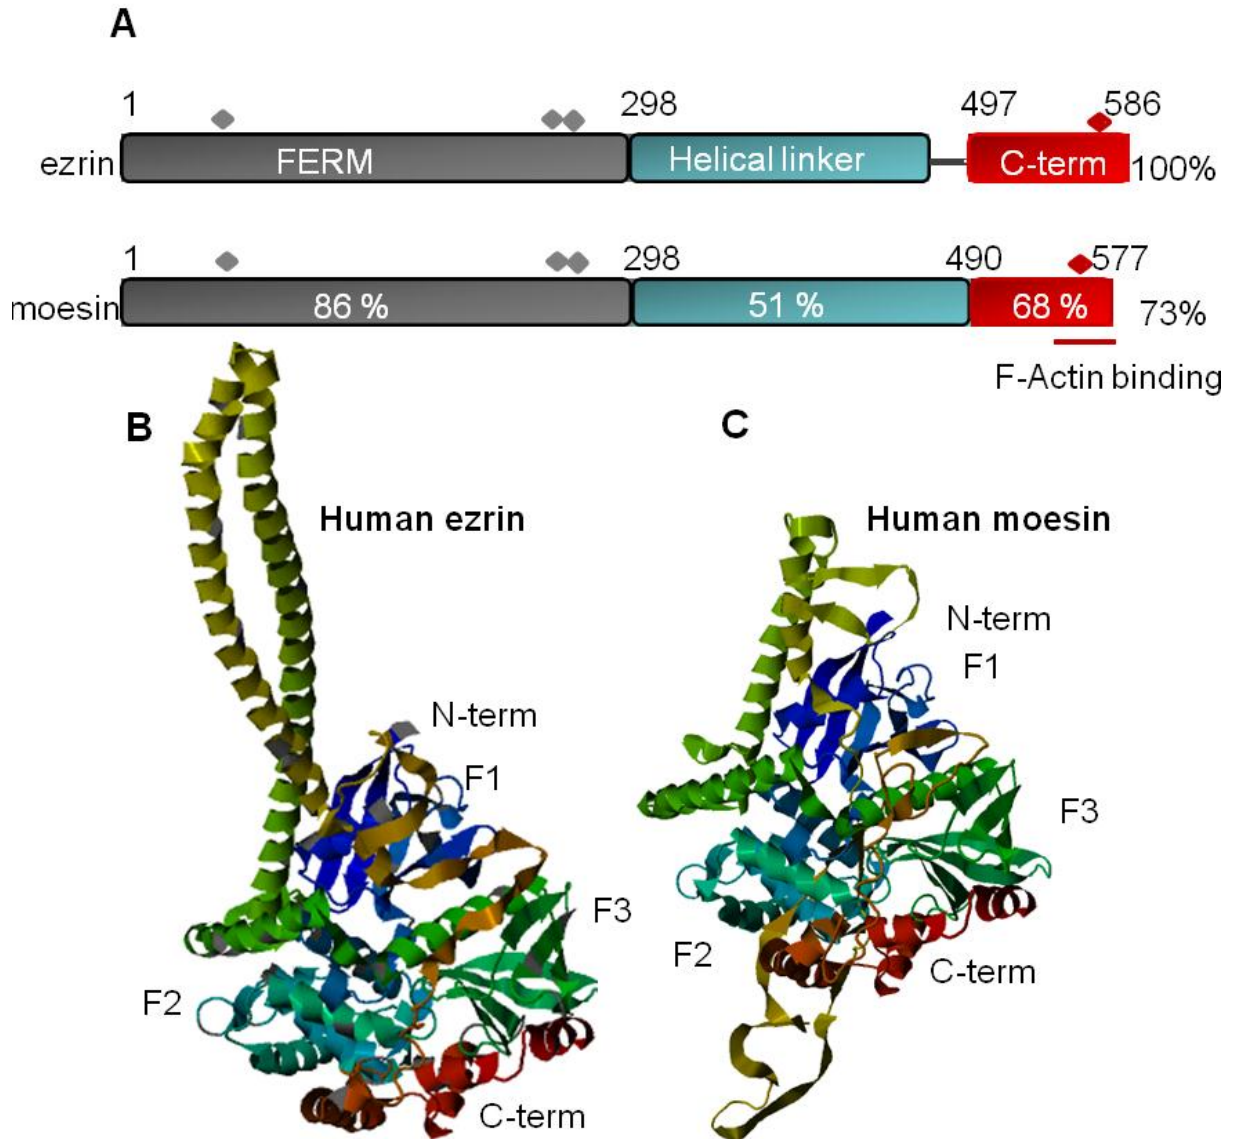 A
1 298 497 586
ezrin FERM Helical linker C-term 100%
1 298 490 577
moesin 86 % 51 % 68 % 73%
F-Actin binding
B
Human ezrin
N-term
F1
F3
F2
C-term
C
Human moesin
N-term
F1
F3
F2
C-term